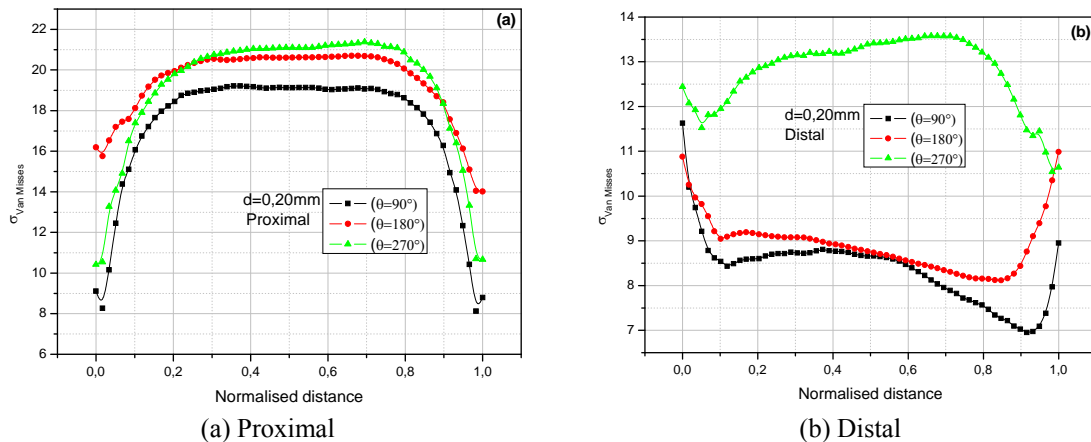 (a)
22
20
18
16
14
12
10
8
6
σVan Misses
d=0,20mm
Proximal
(θ=90°)
(θ=180°)
(θ=270°)
0,0 0,2 0,4 0,6 0,8 1,0
Normalised distance
(a) Proximal
(b)
14
13
12
11
10
9
8
7
σVan Misses
d=0,20mm
Distal
(θ=90°)
(θ=180°)
(θ=270°)
0,0 0,2 0,4 0,6 0,8 1,0
Normalised distance
(b) Distal